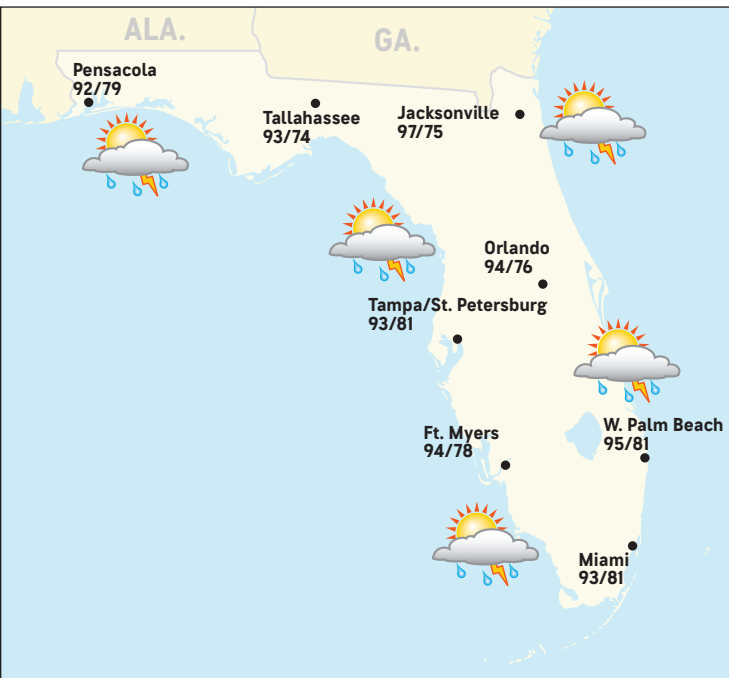 ALA.
GA.
Pensacola
92/79
Tallahassee
93/74
Jacksonville
97/75
Orlando
94/76
Tampa/St. Petersburg
93/81
Ft. Myers
94/78
W. Palm Beach
95/81
Miami
93/81